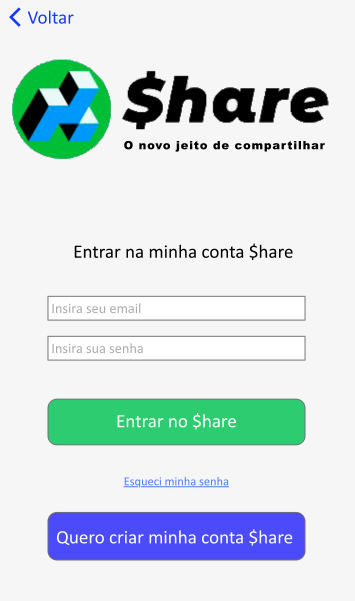 Voltar
$hare
O novo jeito de compartilhar
Entrar na minha conta $hare
Insira seu email
Insira sua senha
Entrar no $hare
Esqueci minha senha
Quero criar minha conta $hare